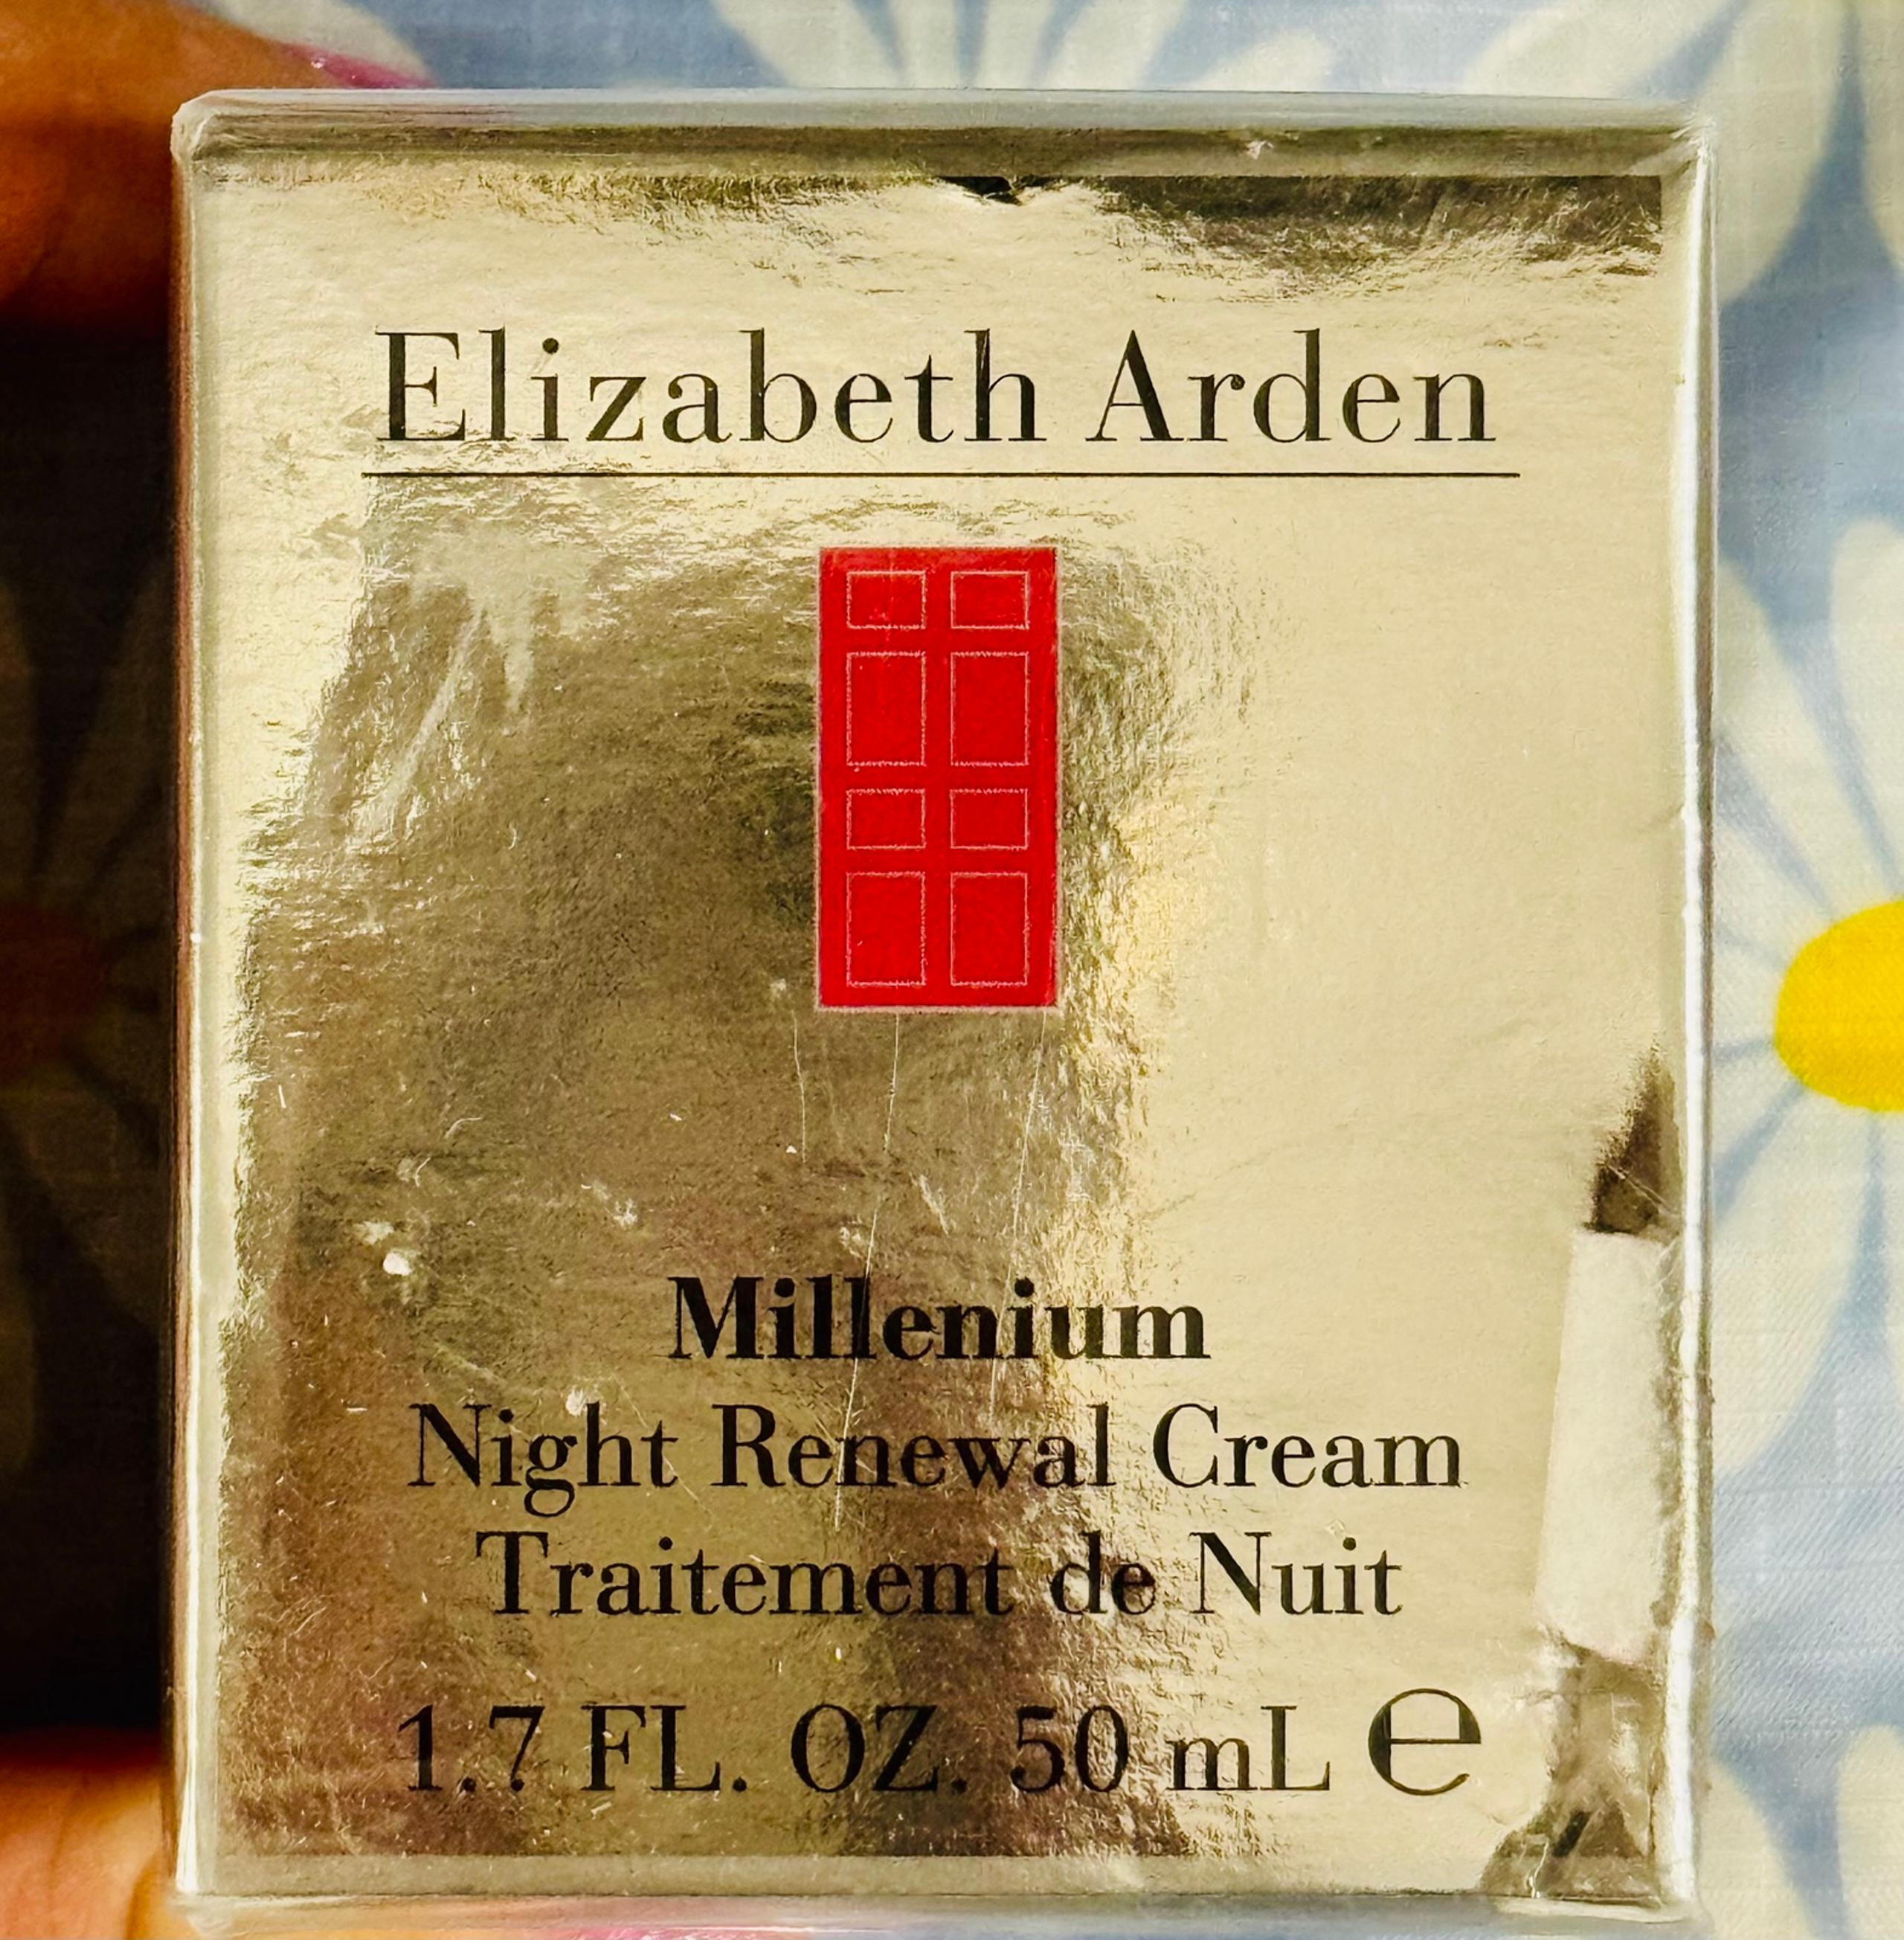 Elizabeth Arden
Millenium
Night Renewal Cream
Traitement de Nuit
1.7 FL. OZ. 50 mL ℮